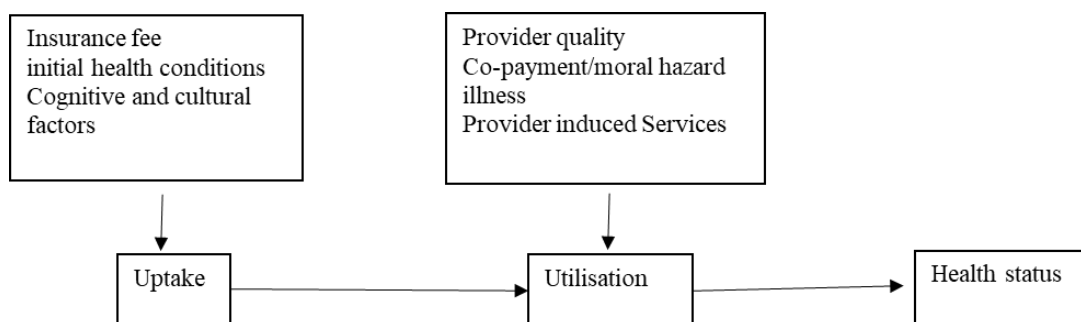 Insurance fee
initial health conditions
Cognitive and cultural
factors
Provider quality
Co-payment/moral hazard
illness
Provider induced Services
Uptake
Utilisation
Health status